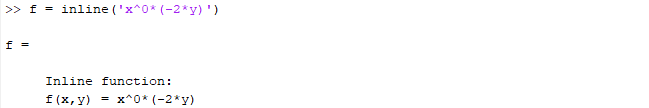 >> f = inline('x^0*(-2*y)')
f =
Inline function:
f(x,y) = x^0*(-2*y)